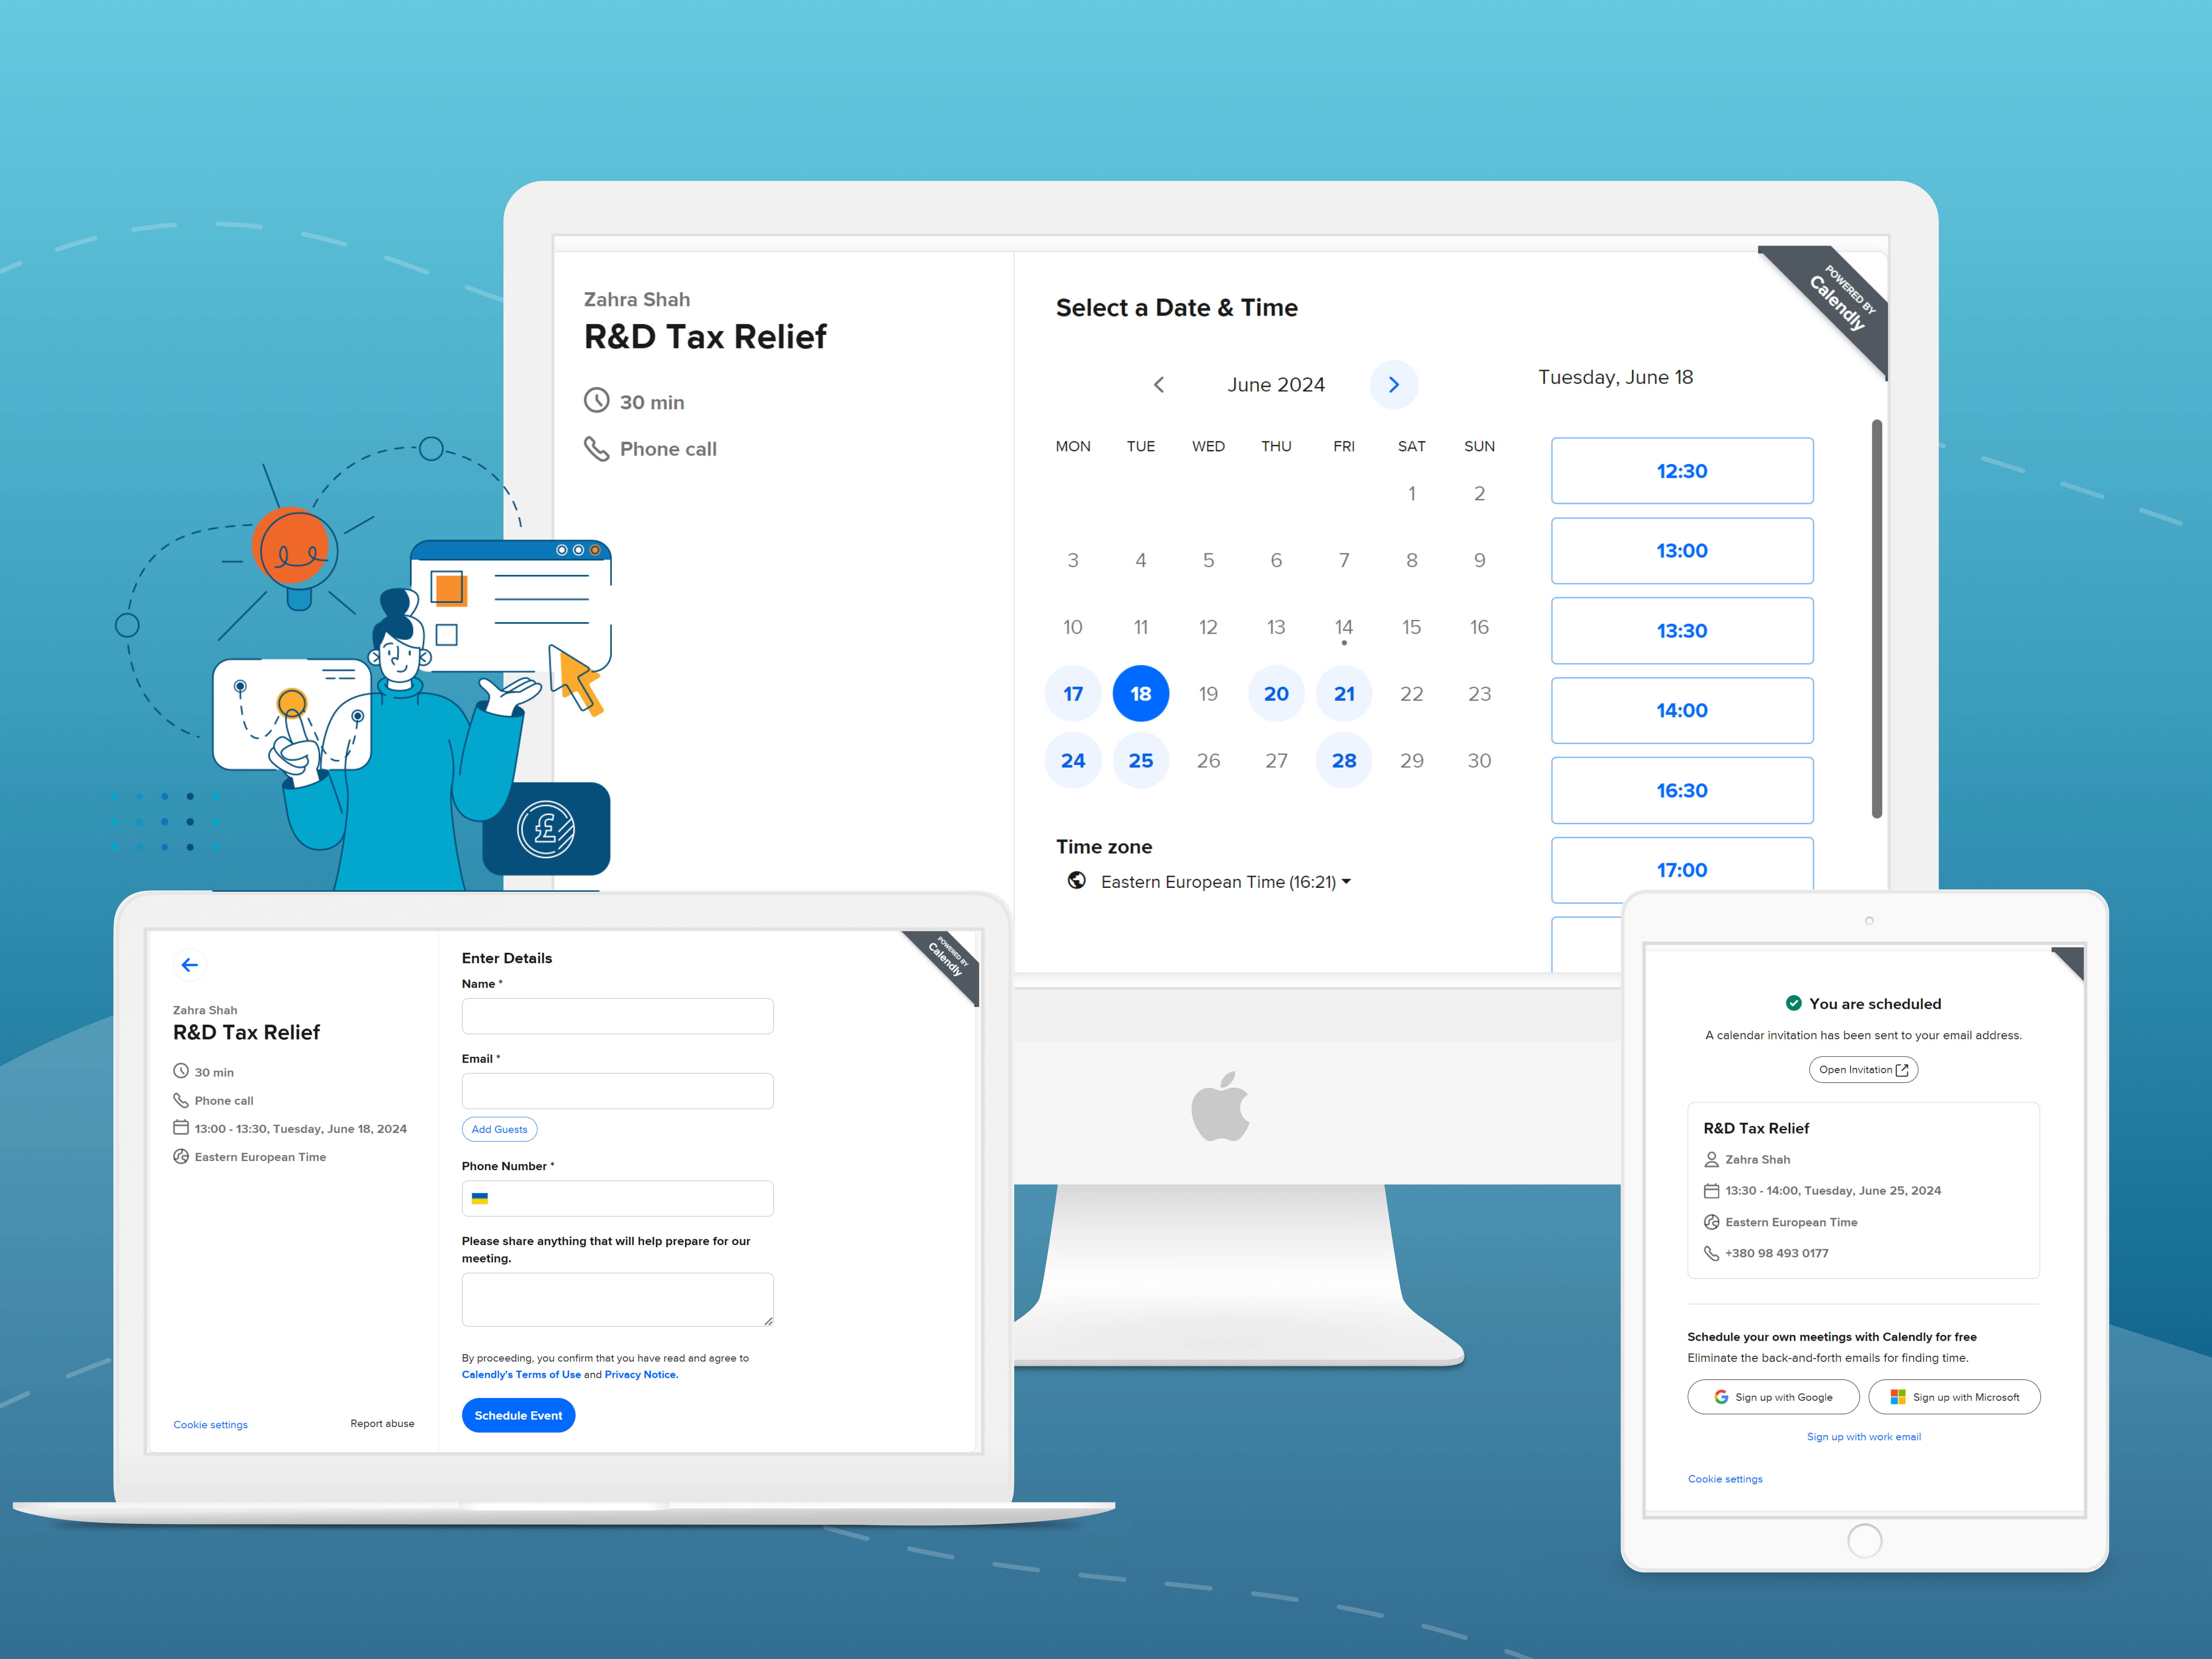 Zahra Shah
R&D Tax Relief
30 min
Phone call
POWERED BY
Calendly
Select a Date & Time
June 2024
MON TUE WED THU FRI SAT SUN
1 2
3 4 5 6 7 8 9
10 11 12 13 14 15 16
17 18 19 20 21 22 23
24 25 26 27 28 29 30
Time zone
Eastern European Time (16:21)
Tuesday, June 18
12:30
13:00
13:30
14:00
16:30
17:00
£
Zahra Shah
R&D Tax Relief
30 min
Phone call
13:00 - 13:30, Tuesday, June 18, 2024
Eastern European Time
Cookie settings
Report abuse
POWERED BY
Calendly
Enter Details
Name *
Email *
Add Guests
Phone Number *
Please share anything that will help prepare for our
meeting.
By proceeding, you confirm that you have read and agree to
Calendly's Terms of Use and Privacy Notice.
Schedule Event
You are scheduled
A calendar invitation has been sent to your email address.
Open Invitation
R&D Tax Relief
Zahra Shah
13:30 - 14:00, Tuesday, June 25, 2024
Eastern European Time
+380 98 493 0177
Schedule your own meetings with Calendly for free
Eliminate the back-and-forth emails for finding time.
Sign up with Google
Sign up with Microsoft
Sign up with work email
Cookie settings